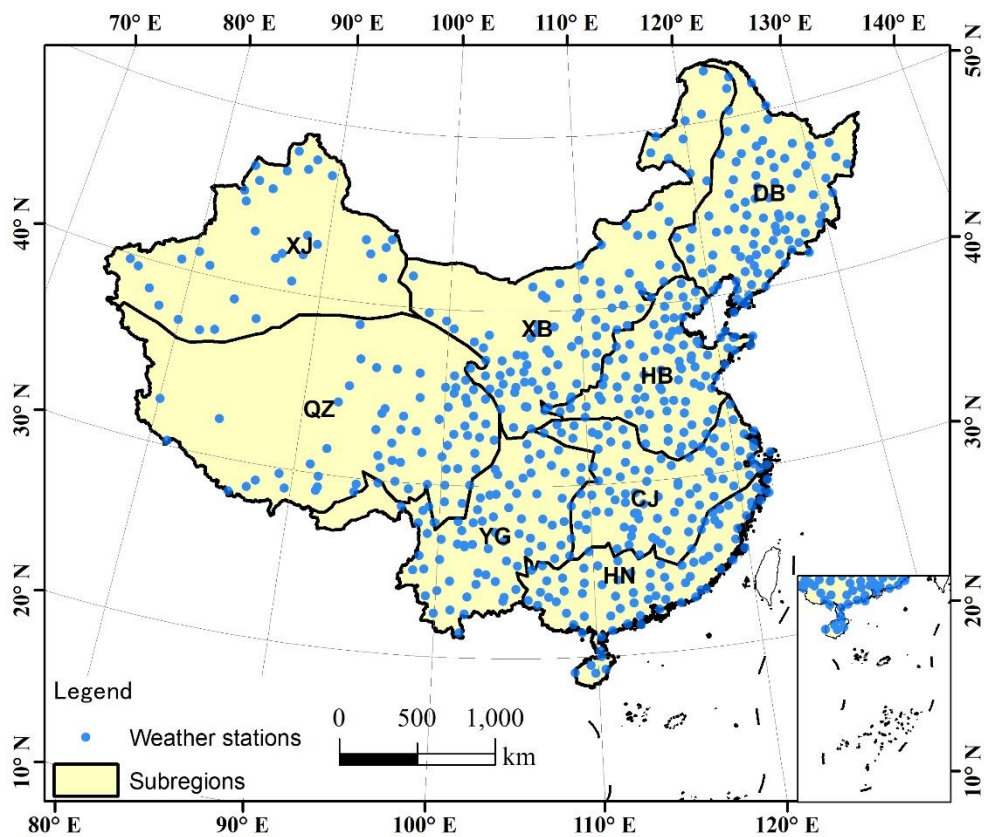 70° E 80° E 90° E 100° E 110° E 120° E 130° E 140° E
50° N
40° N
40° N
30° N
30° N
20° N
20° N
10° N
10° N
DB
XJ
XB
HB
QZ
CJ
YG
HN
Legend
Weather stations
Subregions
0 500 1,000
km
80° E 90° E 100° E 110° E 120° E